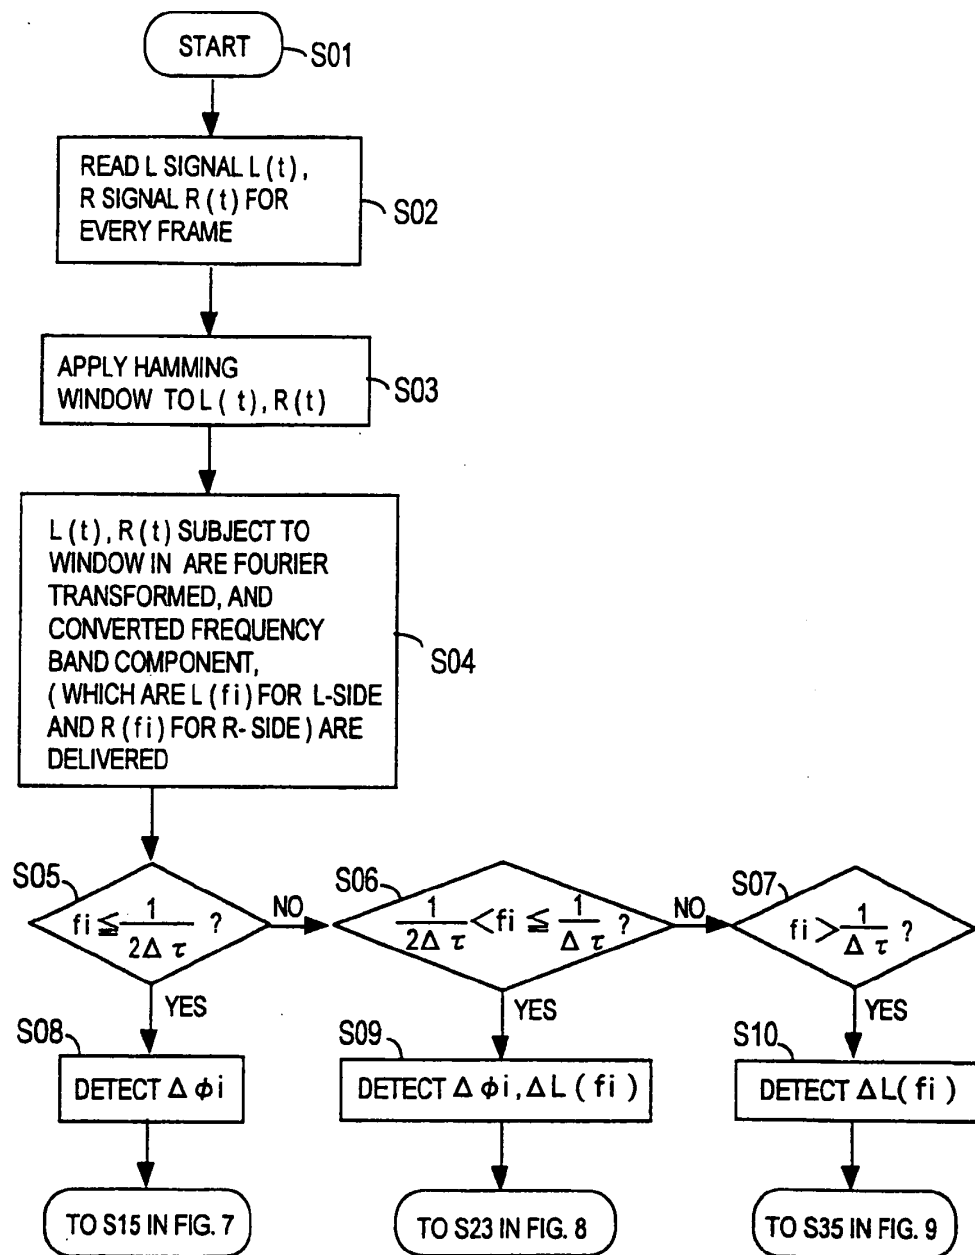 START
S01
READ L SIGNAL L(t),
R SIGNAL R(t) FOR
EVERY FRAME
S02
APPLY HAMMING
WINDOW TO L(t), R(t)
S03
L(t), R(t) SUBJECT TO
WINDOW IN ARE FOURIER
TRANSFORMED, AND
CONVERTED FREQUENCY
BAND COMPONENT,
(WHICH ARE L(fi) FOR L-SIDE
AND R(fi) FOR R-SIDE) ARE
DELIVERED
S04
S05
fi ≦ 1/2Δτ ?
NO
YES
S06
1/2Δτ < fi ≦ 1/Δτ ?
NO
YES
S07
fi > 1/Δτ ?
YES
S08
DETECT Δφi
S09
DETECT Δφi, ΔL(fi)
S10
DETECT ΔL(fi)
TO S15 IN FIG. 7
TO S23 IN FIG. 8
TO S35 IN FIG. 9